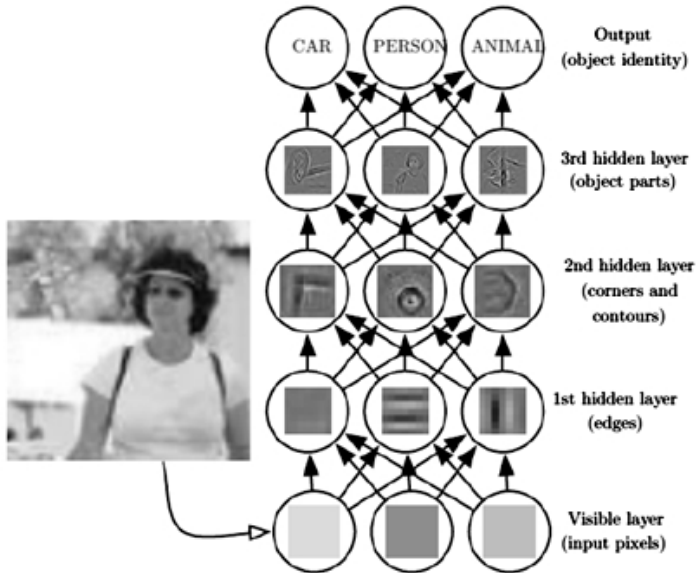 CAR
PERSON
ANIMAL
Output
(object identity)
3rd hidden layer
(object parts)
2nd hidden layer
(corners and
contours)
1st hidden layer
(edges)
Visible layer
(input pixels)